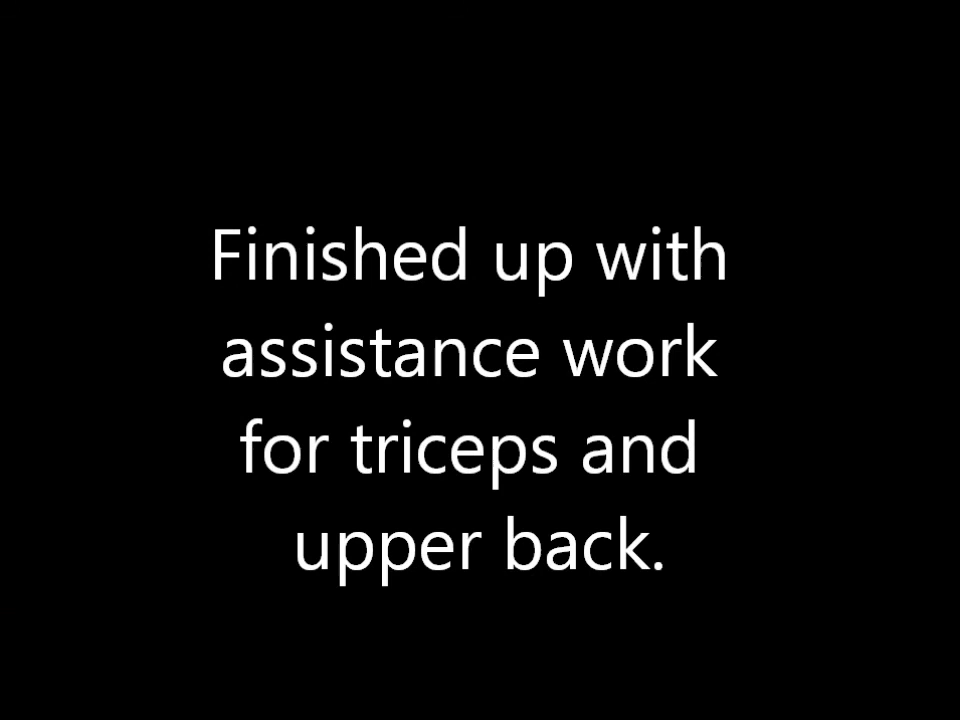 Finished up with
assistance work
for triceps and
upper back.